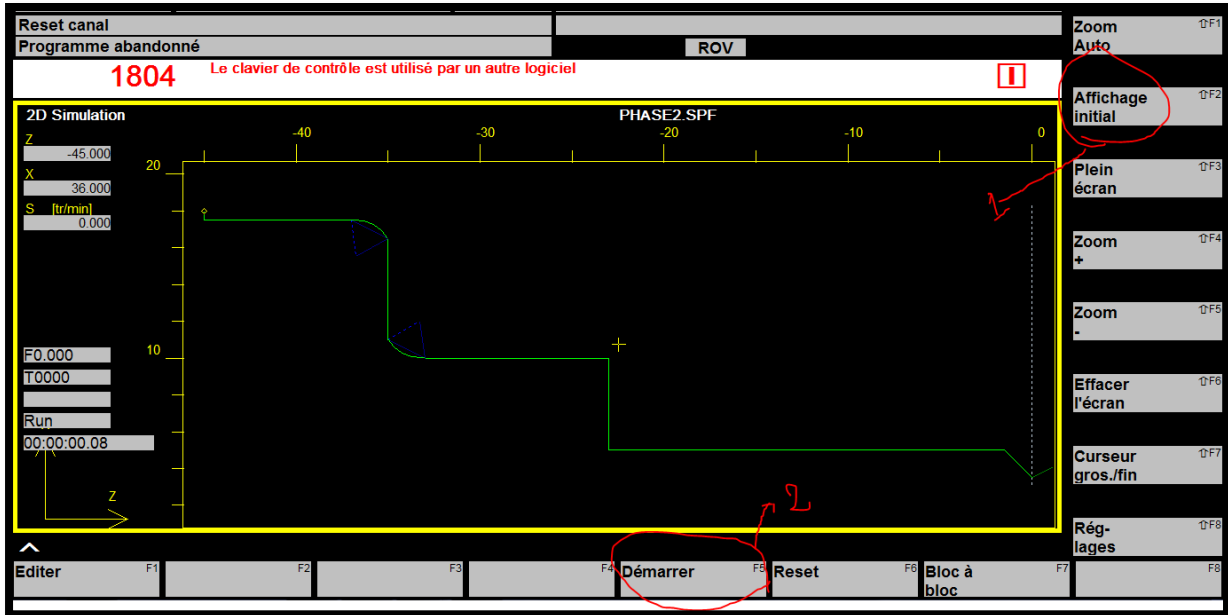 Reset canal
Programme abandonné
ROV
1804 Le clavier de contrôle est utilisé par un autre logiciel
2D Simulation PHASE2.SPF
-40 -30 -20 -10 0
Z
-45.000
X
36.000
S [tr/min]
0.000
20
10
F0.000
T0000
Run
00:00:00.08
Z
Zoom Auto ⇧F1
Affichage initial ⇧F2
1
Plein écran ⇧F3
Zoom + ⇧F4
Zoom - ⇧F5
Effacer l'écran ⇧F6
Curseur gros./fin ⇧F7
Rég-lages ⇧F8
2
Editer F1
F2
F3
F4
Démarrer F5
Reset F6
Bloc à bloc F7
F8